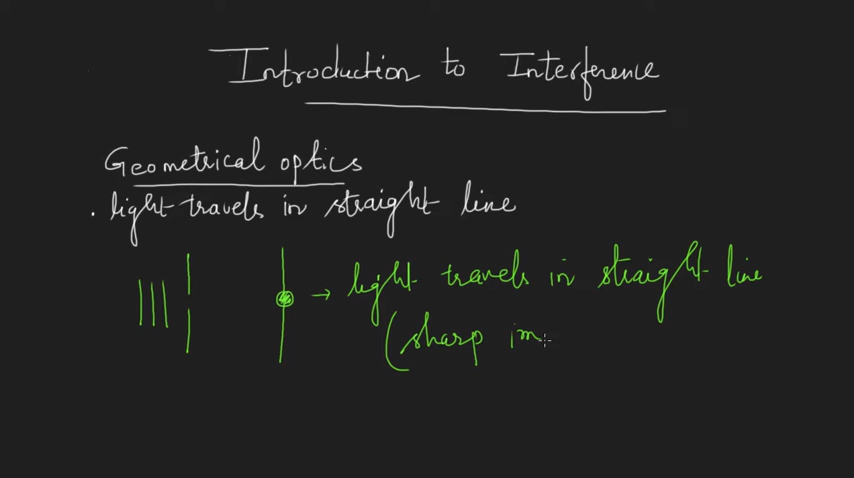 Introduction to Interference
Geometrical optics
. light travels in straight line
→ light travels in straight line
(sharp im